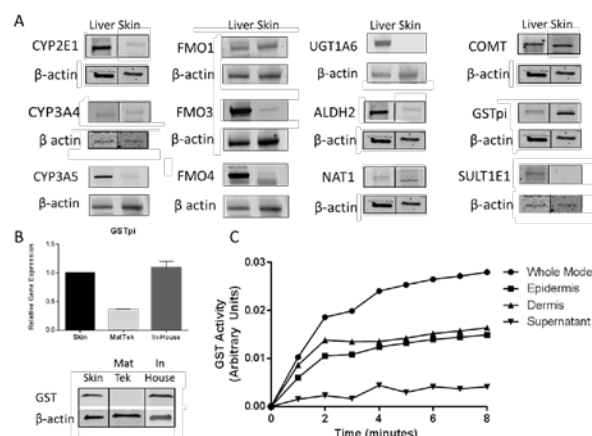 A
Liver Skin
CYP2E1
β-actin
CYP3A4
β actin
CYP3A5
β actin
Liver Skin
FMO1
β-actin
FMO3
β-actin
FMO4
β actin
Liver Skin
UGT1A6
β-actin
ALDH2
β-actin
NAT1
β-actin
Liver Skin
COMT
β-actin
GSTpi
β-actin
SULT1E1
β-actin
B
GSTpi
Relative Gene Expression
1.5
1.0
0.5
0.0
Skin
MatTek
In-House
Skin
Mat
Tek
In
House
GST
β-actin
C
GST Activity
(Arbitrary Units)
0.03
0.02
0.01
0.00
0
2
4
6
8
Time (minutes)
Whole Mode
Epidermis
Dermis
Supernatant